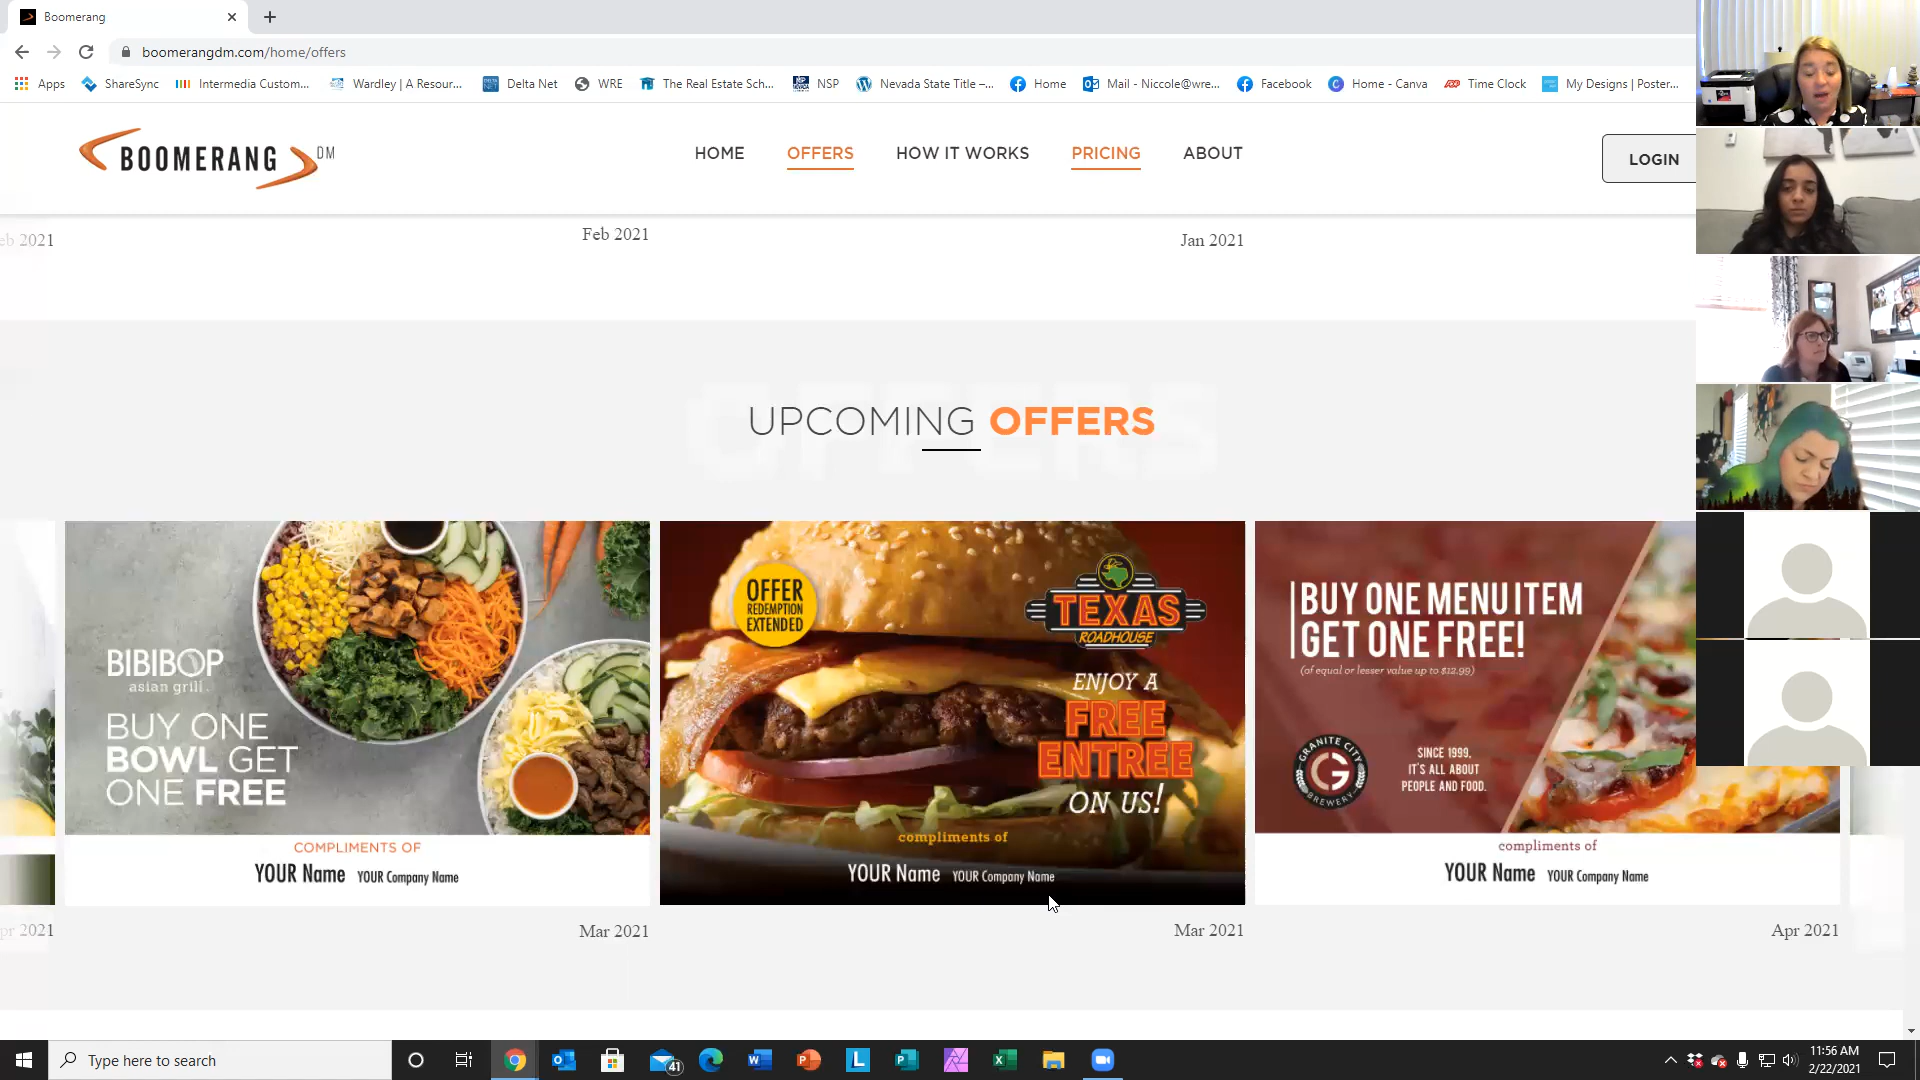 Boomerang
boomerangdm.com/home/offers
Apps ShareSync Intermedia Custom... Wardley | A Resour... Delta Net WRE The Real Estate Sch... NSP Nevada State Title –... Home Mail - Niccole@wre... Facebook Home - Canva Time Clock My Designs | Poster...
BOOMERANG DM
HOME OFFERS HOW IT WORKS PRICING ABOUT
LOGIN
eb 2021
Feb 2021
Jan 2021
OFFERS
UPCOMING OFFERS
BIBIBOP
asian grill.
BUY ONE
BOWL GET
ONE FREE
COMPLIMENTS OF
YOUR Name YOUR Company Name
OFFER
REDEMPTION
EXTENDED
TEXAS
ROADHOUSE
ENJOY A
FREE
ENTREE
ON US!
compliments of
YOUR Name YOUR Company Name
BUY ONE MENU ITEM
GET ONE FREE!
(of equal or lesser value up to $12.99)
GRANITE CITY
G
BREWERY
SINCE 1999,
IT'S ALL ABOUT
PEOPLE AND FOOD.
compliments of
YOUR Name YOUR Company Name
pr 2021
Mar 2021
Mar 2021
Apr 2021
Type here to search
41
11:56 AM
2/22/2021